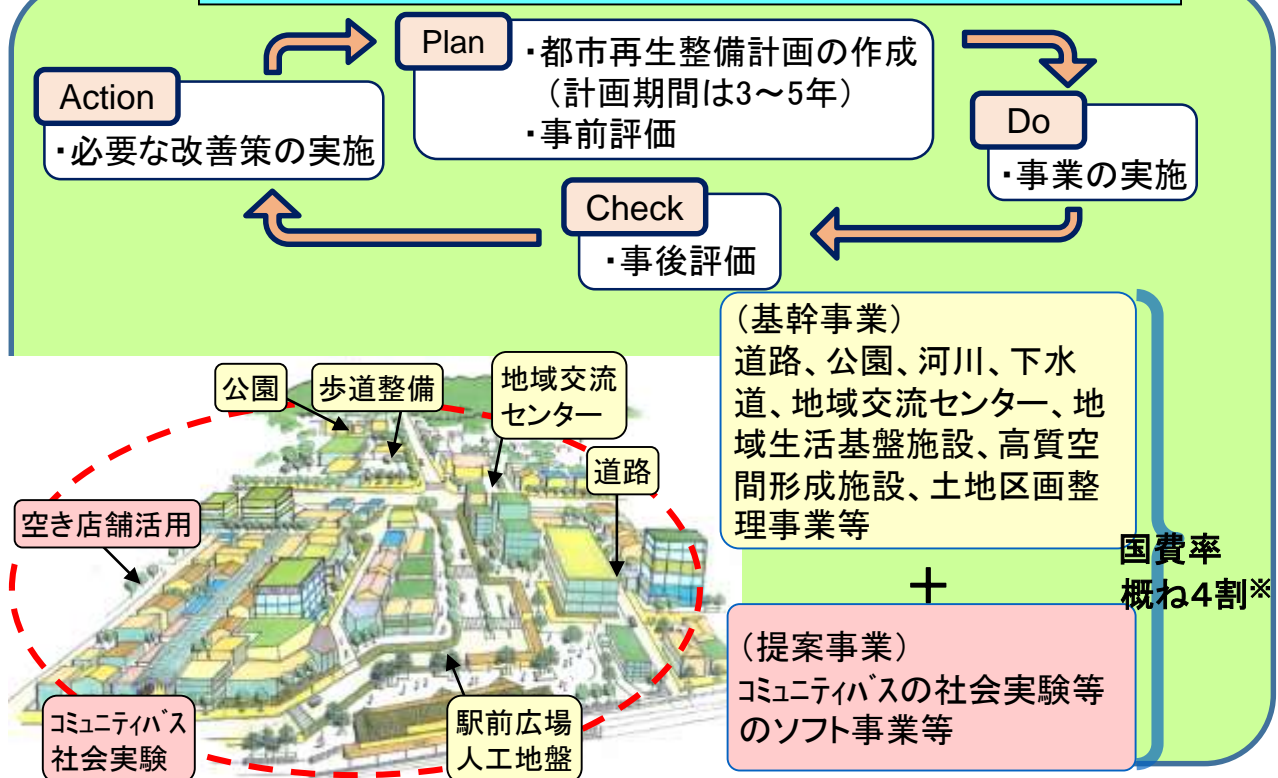 Plan
・都市再生整備計画の作成
（計画期間は3～5年）
・事前評価
Action
・必要な改善策の実施
Do
・事業の実施
Check
・事後評価
（基幹事業）
道路、公園、河川、下水
道、地域交流センター、地
域生活基盤施設、高質空
間形成施設、土地区画整
理事業等
＋
（提案事業）
ｺﾐｭﾆﾃｨﾊﾞｽの社会実験等
のソフト事業等
国費率
概ね４割※
公園
歩道整備
地域交流
センター
道路
空き店舗活用
ｺﾐｭﾆﾃｨﾊﾞｽ
社会実験
駅前広場
人工地盤